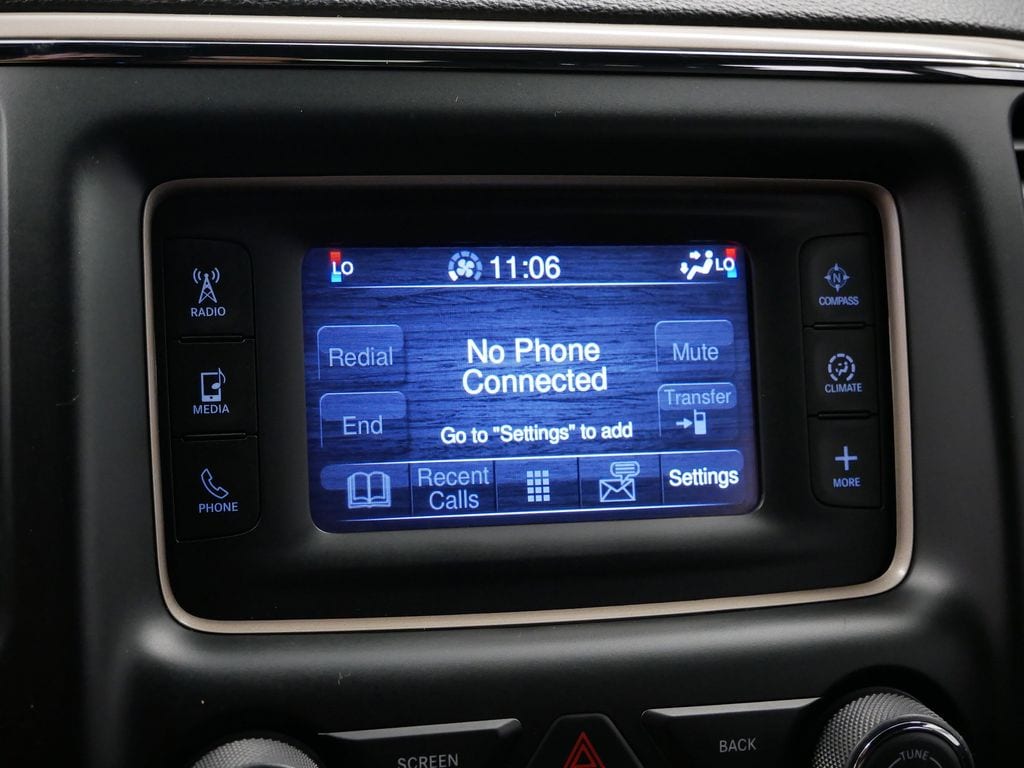 LO
11:06
LO
RADIO
MEDIA
PHONE
Redial
End
No Phone
Connected
Go to "Settings" to add
Mute
Transfer
Recent
Calls
Settings
N
COMPASS
CLIMATE
MORE
SCREEN
BACK
TUNE